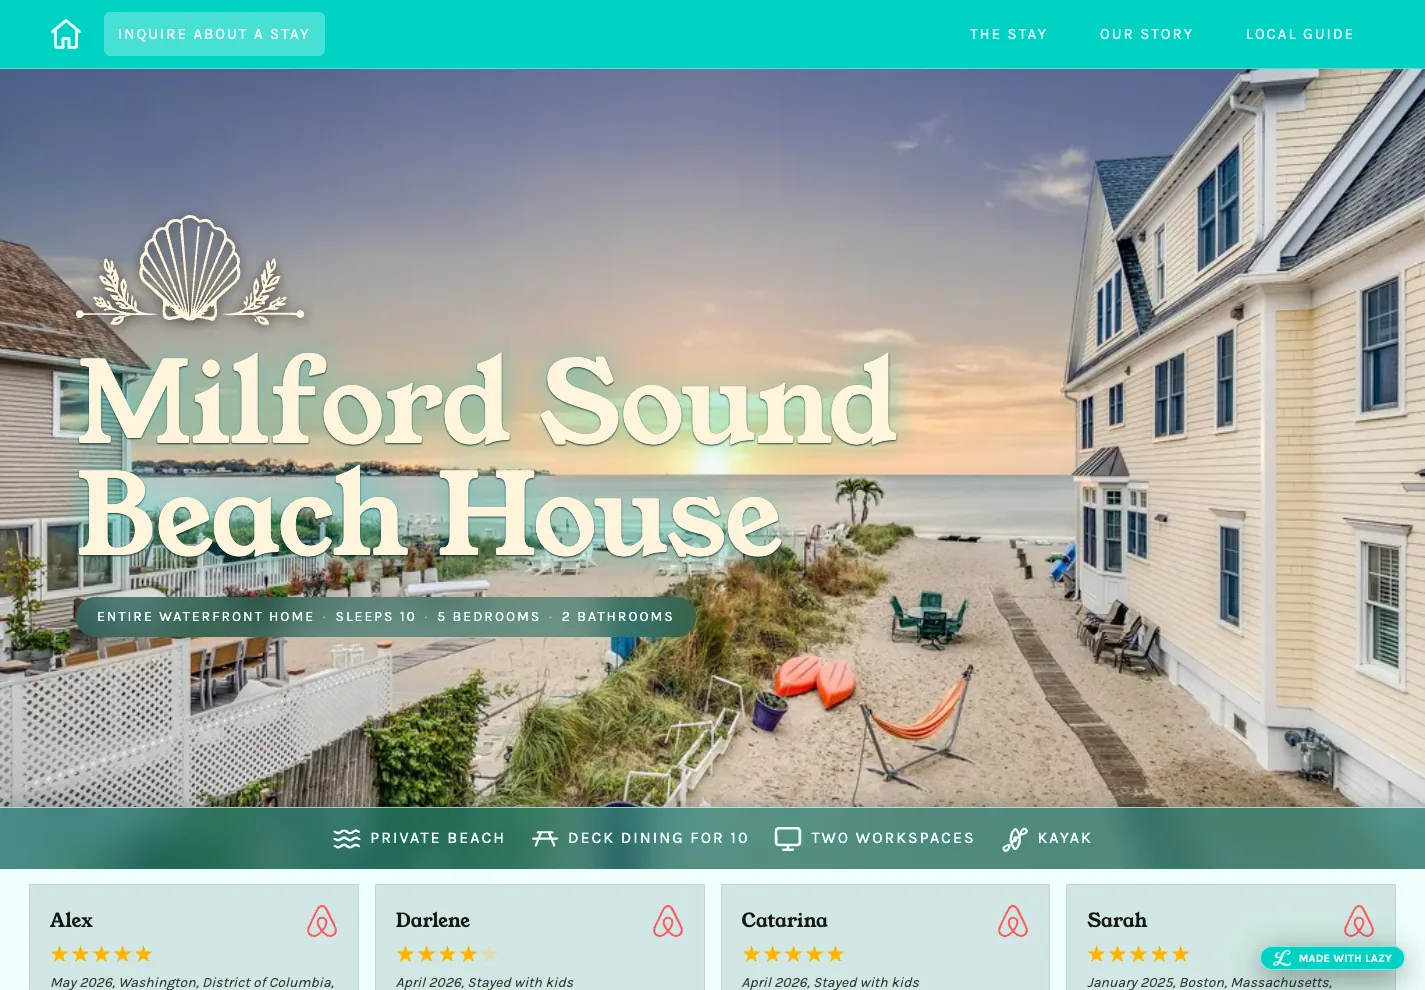 INQUIRE ABOUT A STAY
THE STAY
OUR STORY
LOCAL GUIDE
Milford Sound
Beach House
ENTIRE WATERFRONT HOME · SLEEPS 10 · 5 BEDROOMS · 2 BATHROOMS
PRIVATE BEACH
DECK DINING FOR 10
TWO WORKSPACES
KAYAK
Alex
May 2026, Washington, District of Columbia,
Darlene
April 2026, Stayed with kids
Catarina
April 2026, Stayed with kids
Sarah
January 2025, Boston, Massachusetts,
MADE WITH LAZY